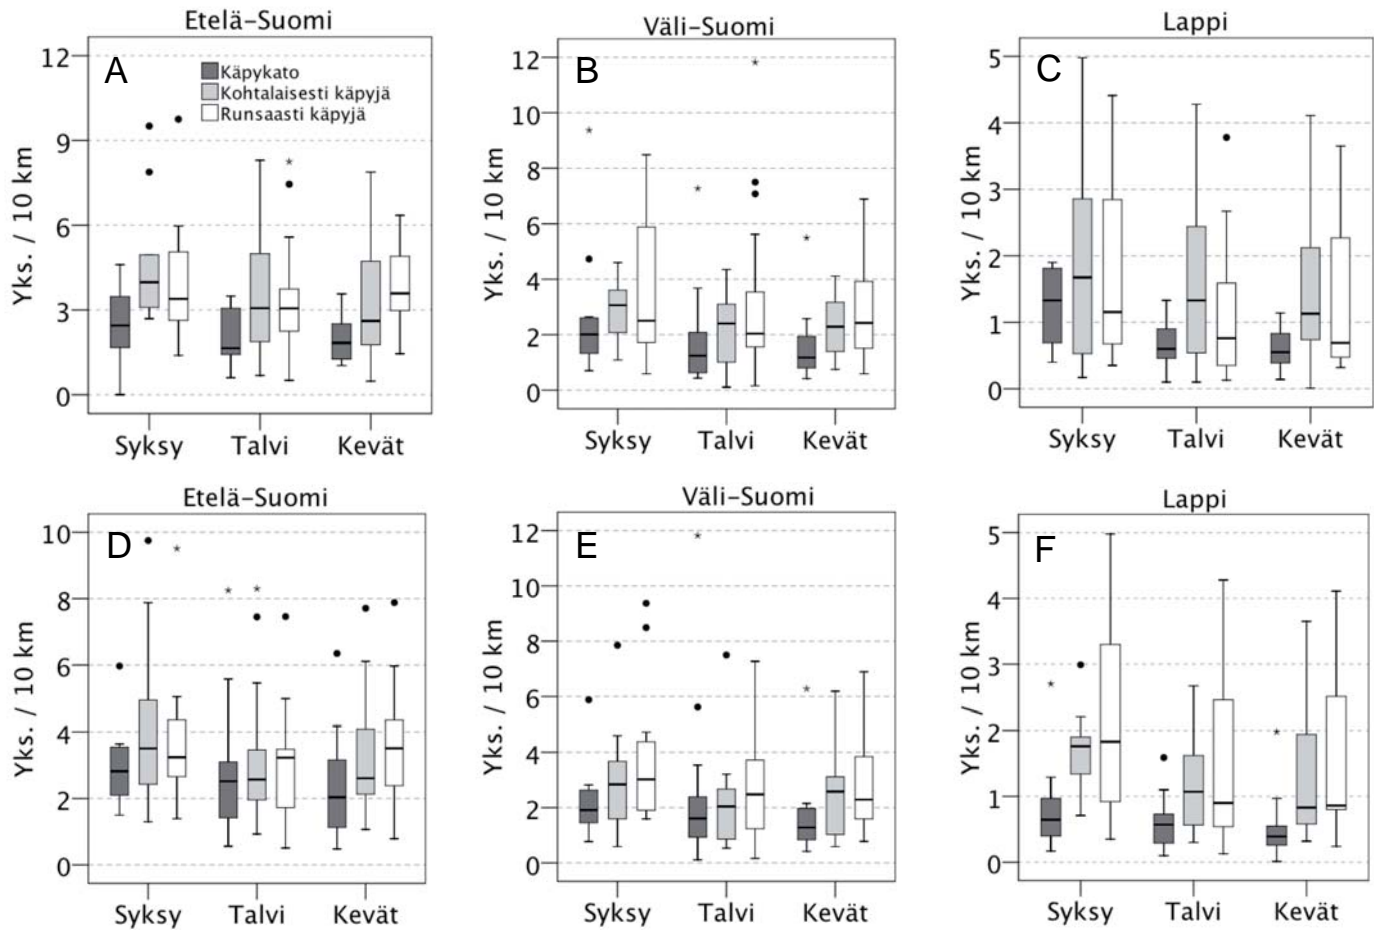 Etelä–Suomi
Väli–Suomi
Lappi
A
Käpykato
Kohtalaisesti käpyjä
Runsaasti käpyjä
B
C
Yks. / 10 km
12
9
6
3
0
Syksy Talvi Kevät
Yks. / 10 km
12
10
8
6
4
2
0
Syksy Talvi Kevät
Yks. / 10 km
5
4
3
2
1
0
Syksy Talvi Kevät
Etelä–Suomi
Väli–Suomi
Lappi
D
E
F
Yks. / 10 km
10
8
6
4
2
0
Syksy Talvi Kevät
Yks. / 10 km
12
10
8
6
4
2
0
Syksy Talvi Kevät
Yks. / 10 km
5
4
3
2
1
0
Syksy Talvi Kevät